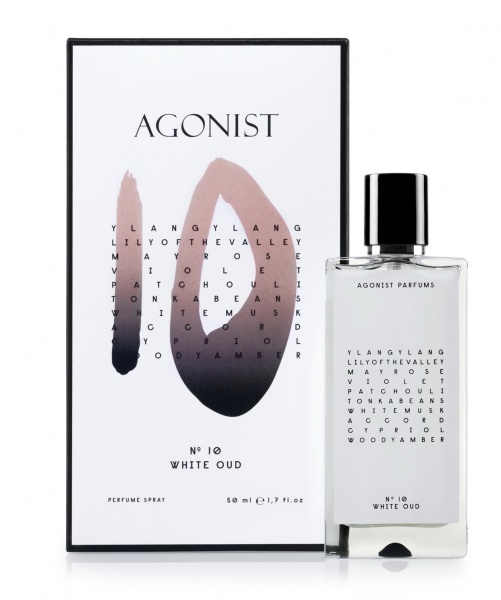 AGONIST
10
YLANGYLANG
LILYOFTHEVALLEY
MAYROSE
VIOLET
PATCHOULI
TONKABEANS
WHITEMUSK
ACCORD
CYPRIOL
WOODYAMBER
Nº 10
WHITE OUD
PERFUME SPRAY 50 ml ℮ 1,7 fl.oz
AGONIST PARFUMS
YLANGYLANG
LILYOFTHEVALLEY
MAYROSE
VIOLET
PATCHOULI
TONKABEANS
WHITEMUSK
ACCORD
CYPRIOL
WOODYAMBER
Nº 10
WHITE OUD